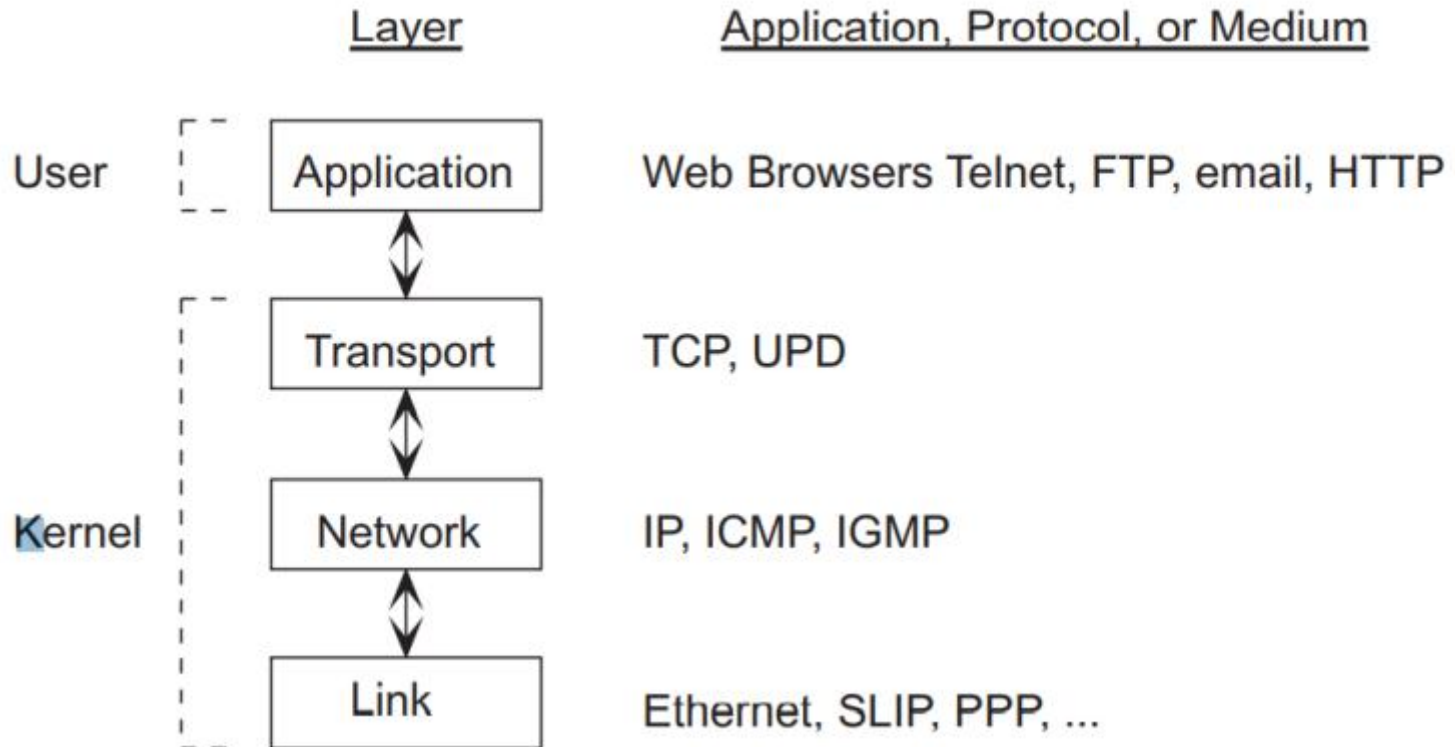 Layer Application, Protocol, or Medium
User Application Web Browsers Telnet, FTP, email, HTTP
Transport TCP, UPD
Kernel Network IP, ICMP, IGMP
Link Ethernet, SLIP, PPP, ...